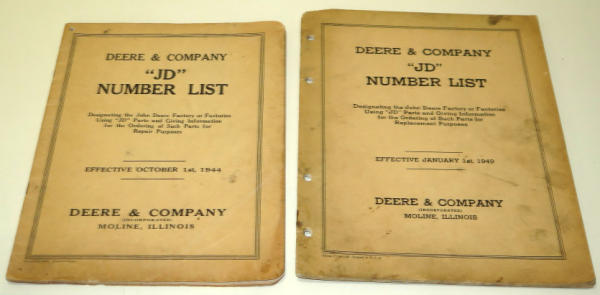 DEERE & COMPANY
"JD"
NUMBER LIST
Designating the John Deere Factory or Factories
Using "JD" Parts and Giving Information
for the Ordering of Such Parts for
Repair Purposes
EFFECTIVE OCTOBER 1st, 1944
DEERE & COMPANY
(INCORPORATED)
MOLINE, ILLINOIS
DEERE & COMPANY
"JD"
NUMBER LIST
Designating the John Deere Factory or Factories
Using "JD" Parts and Giving Information
for the Ordering of Such Parts for
Replacement Purposes
EFFECTIVE JANUARY 1st, 1949
DEERE & COMPANY
(INCORPORATED)
MOLINE, ILLINOIS